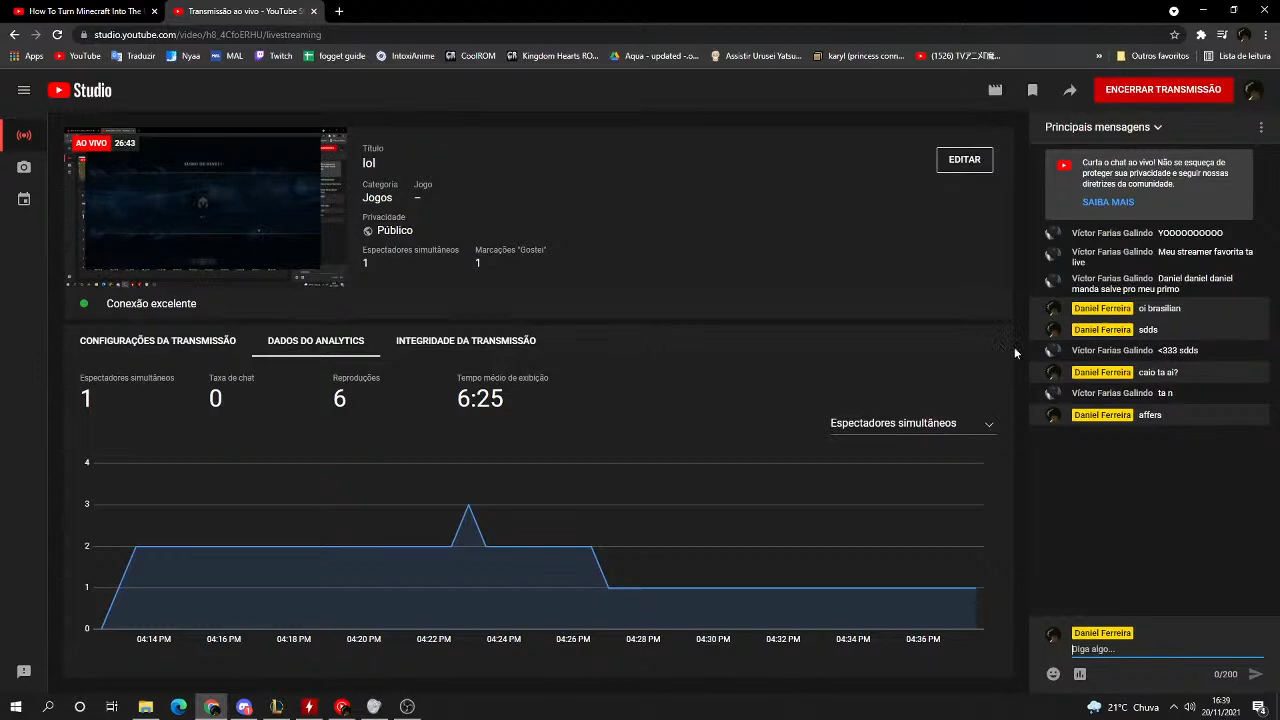 How To Turn Minecraft Into The
Transmissão ao vivo - YouTube S
studio.youtube.com/video/h8_4CfoERHU/livestreaming
Apps YouTube Traduzir Nyaa MAL Twitch fogget guide IntoxiAnime CoolROM Kingdom Hearts RO... Aqua - updated -... Assistir Urusei Yatsu... karyl (princess conn... » Outros favoritos Lista de leitura
Studio
ENCERRAR TRANSMISSÃO
AO VIVO 26:43
Título
lol
EDITAR
Categoria Jogo
Jogos –
Privacidade
Público
Espectadores simultâneos Marcações "Gostei"
1 1
Conexão excelente
CONFIGURAÇÕES DA TRANSMISSÃO DADOS DO ANALYTICS INTEGRIDADE DA TRANSMISSÃO
Espectadores simultâneos Taxa de chat Reproduções Tempo médio de exibição
1 0 6 6:25
Espectadores simultâneos
4
3
2
1
0
04:14 PM 04:16 PM 04:18 PM 04:20 PM 04:22 PM 04:24 PM 04:26 PM 04:28 PM 04:30 PM 04:32 PM 04:34 PM 04:36 PM
Principais mensagens
Curta o chat ao vivo! Não se esqueça de
proteger sua privacidade e seguir nossas
diretrizes da comunidade.
SAIBA MAIS
Víctor Farias Galindo YOOOOOOOOO
Víctor Farias Galindo Meu streamer favorita ta
live
Víctor Farias Galindo Daniel daniel daniel
manda salve pro meu primo
Daniel Ferreira oi brasilian
Daniel Ferreira sdds
Víctor Farias Galindo <333 sdds
Daniel Ferreira caio ta ai?
Víctor Farias Galindo ta n
Daniel Ferreira affers
Daniel Ferreira
Diga algo...
0/200
21°C Chuva
16:39
20/11/2021